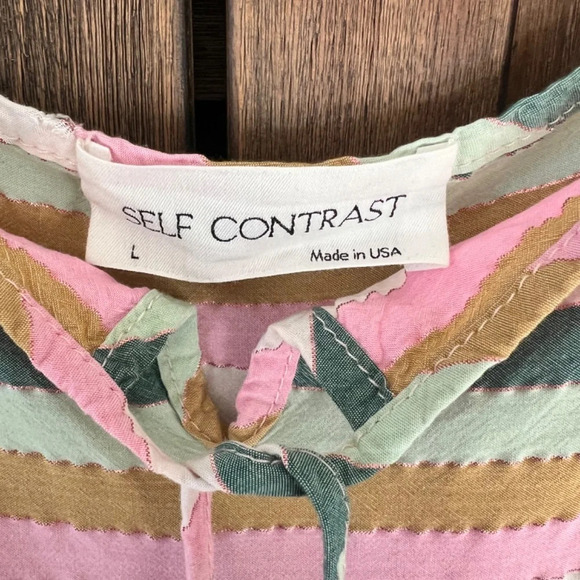 SELF CONTRAST
L Made in USA